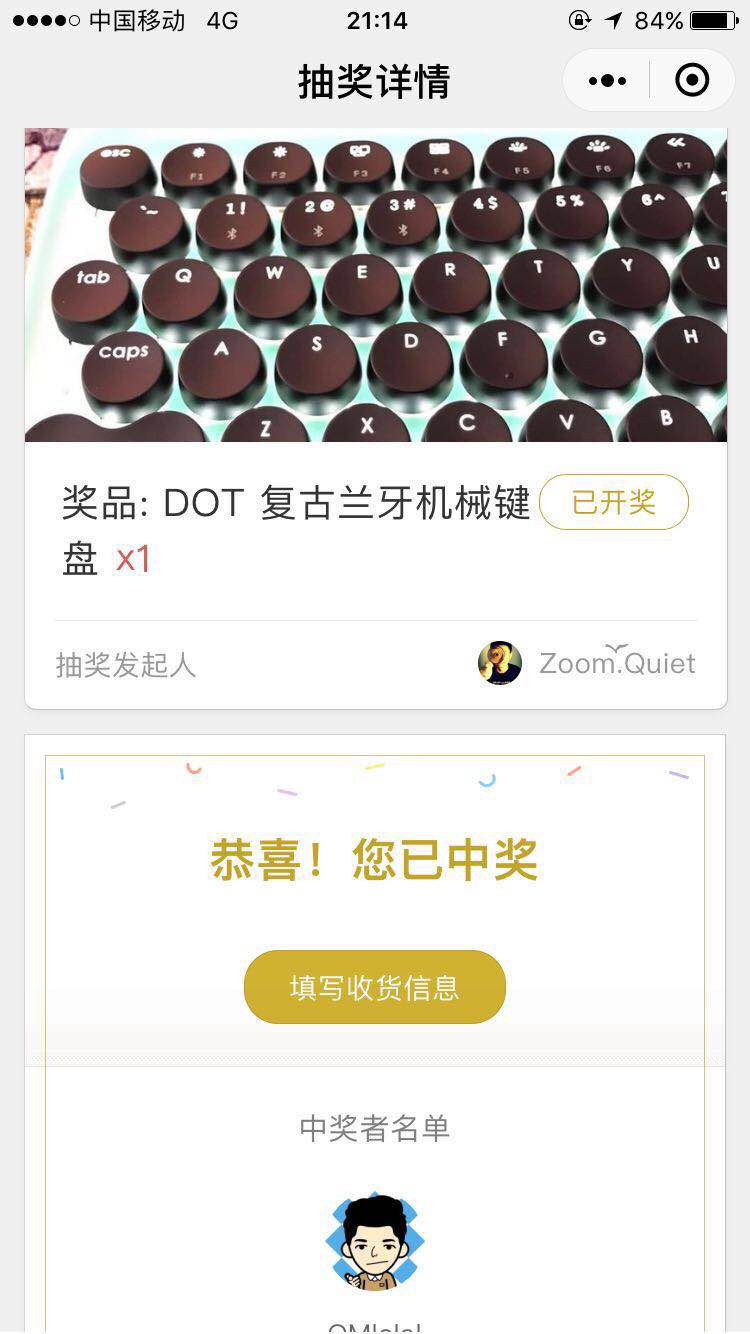 中国移动 4G 21:14 84%
抽奖详情
esc F1 F2 F3 F4 F5 F6 F7
`~ 1! 2@ 3# 4$ 5% 6^
tab Q W E R T Y U
caps A S D F G H
Z X C V B
奖品: DOT 复古兰牙机械键 已开奖
盘 x1
抽奖发起人 Zoom.Quiet
恭喜！您已中奖
填写收货信息
中奖者名单